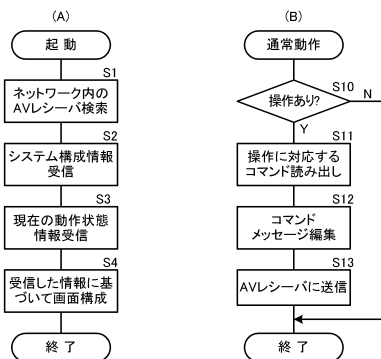 (A)
起動
S1
ネットワーク内の
AVレシーバ検索
S2
システム構成情報
受信
S3
現在の動作状態
情報受信
S4
受信した情報に基
づいて画面構成
終了
(B)
通常動作
S10
操作あり?
N
Y
S11
操作に対応する
コマンド読み出し
S12
コマンド
メッセージ編集
S13
AVレシーバに送信
終了